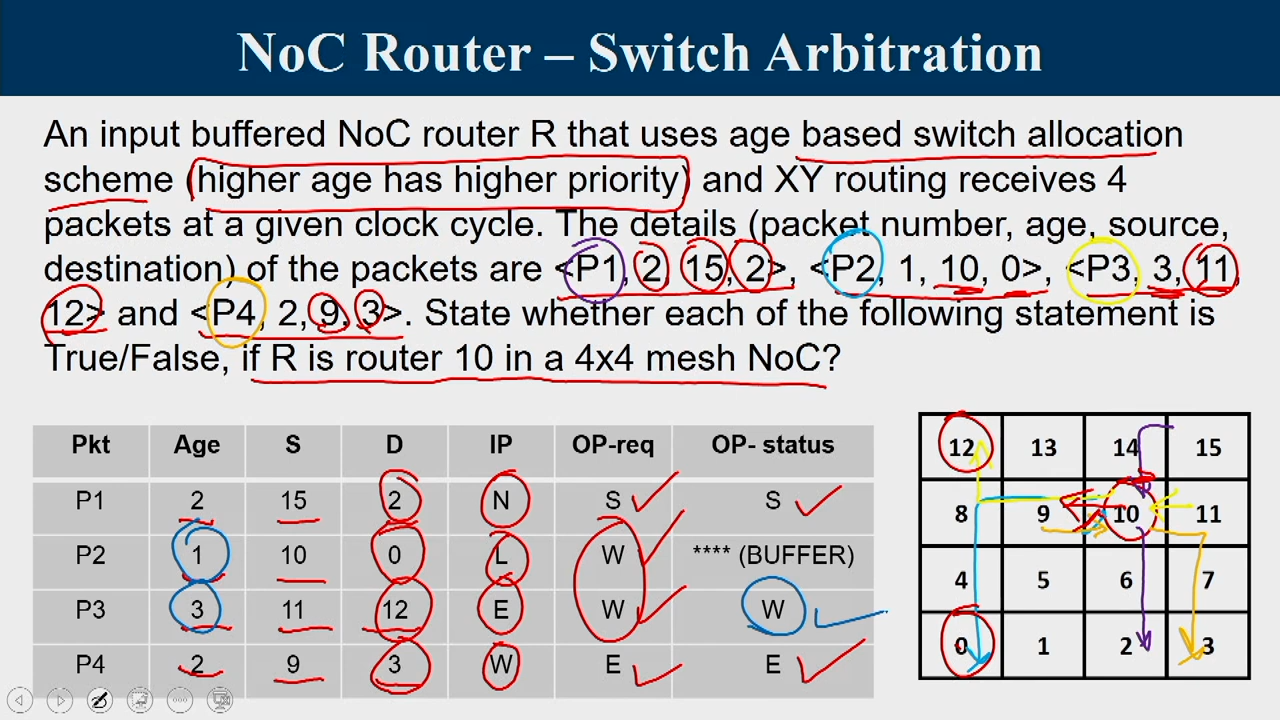 NoC Router – Switch Arbitration
An input buffered NoC router R that uses age based switch allocation
scheme (higher age has higher priority) and XY routing receives 4
packets at a given clock cycle. The details (packet number, age, source,
destination) of the packets are <P1, 2, 15, 2>, <P2, 1, 10, 0>, <P3, 3, 11,
12> and <P4, 2, 9, 3>. State whether each of the following statement is
True/False, if R is router 10 in a 4x4 mesh NoC?
Pkt Age S D IP OP-req OP- status
P1 2 15 2 N S S
P2 1 10 0 L W **** (BUFFER)
P3 3 11 12 E W W
P4 2 9 3 W E E
12 13 14 15
8 9 10 11
4 5 6 7
0 1 2 3